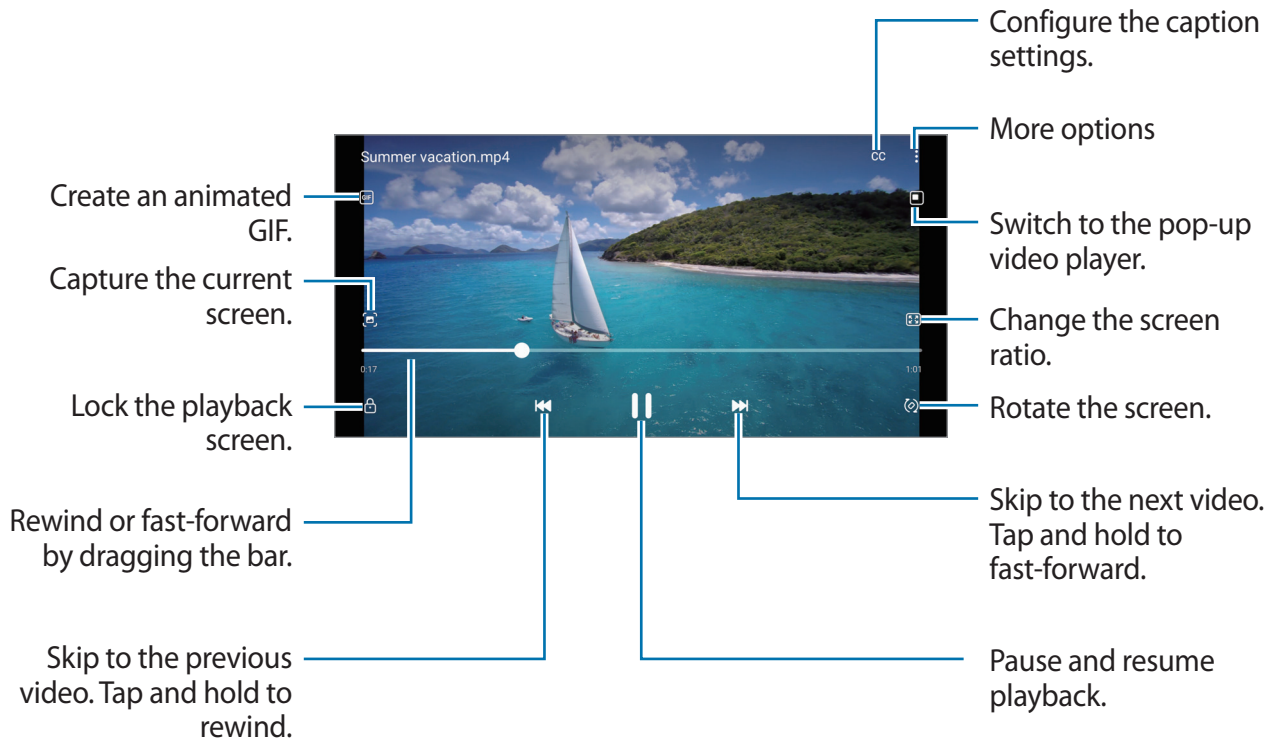 Configure the caption
settings.
More options
Summer vacation.mp4
CC
Create an animated
GIF.
GIF
Switch to the pop-up
video player.
Capture the current
screen.
Change the screen
ratio.
0:17
1:01
Lock the playback
screen.
Rotate the screen.
Rewind or fast-forward
by dragging the bar.
Skip to the next video.
Tap and hold to
fast-forward.
Skip to the previous
video. Tap and hold to
rewind.
Pause and resume
playback.